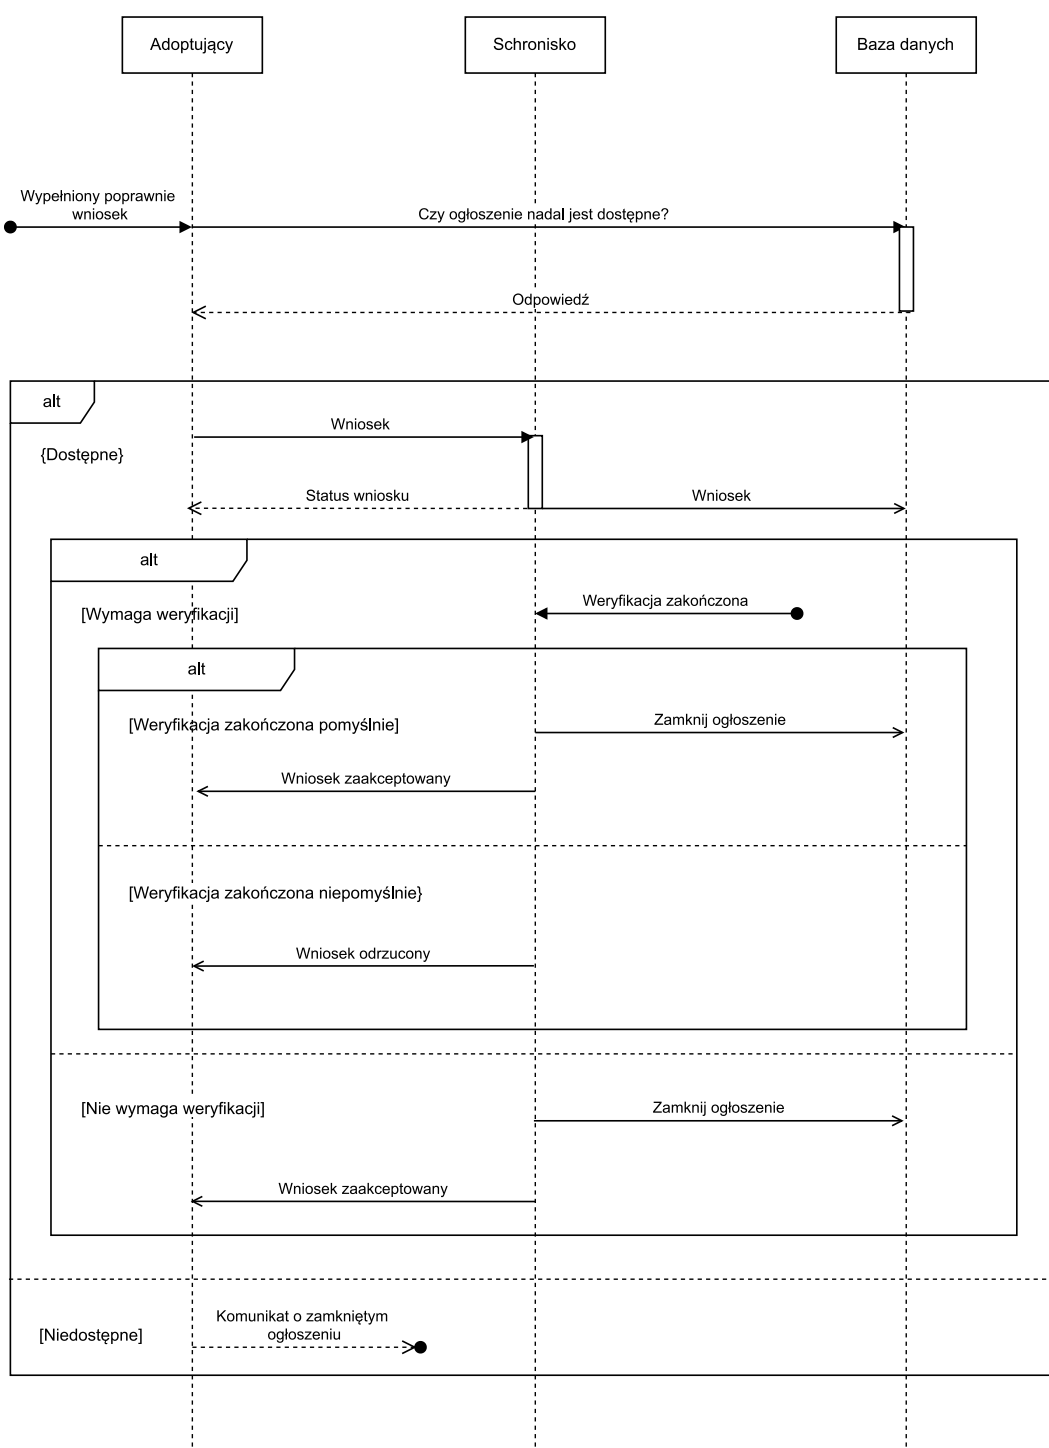 Adoptujący
Schronisko
Baza danych
Wypełniony poprawnie
wniosek
Czy ogłoszenie nadal jest dostępne?
Odpowiedź
alt
Wniosek
{Dostępne}
Status wniosku
Wniosek
alt
Weryfikacja zakończona
[Wymaga weryfikacji]
alt
[Weryfikacja zakończona pomyślnie]
Zamknij ogłoszenie
Wniosek zaakceptowany
[Weryfikacja zakończona niepomyślnie}
Wniosek odrzucony
[Nie wymaga weryfikacji]
Zamknij ogłoszenie
Wniosek zaakceptowany
Komunikat o zamkniętym
ogłoszeniu
[Niedostępne]